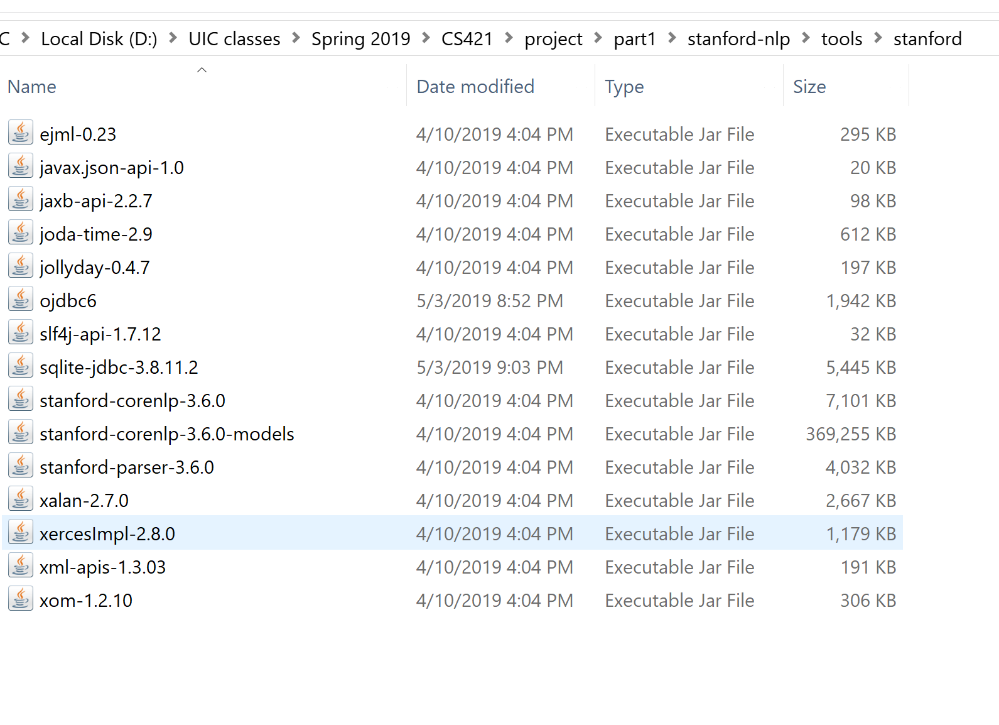 C > Local Disk (D:) > UIC classes > Spring 2019 > CS421 > project > part1 > stanford-nlp > tools > stanford
Name Date modified Type Size
ejml-0.23 4/10/2019 4:04 PM Executable Jar File 295 KB
javax.json-api-1.0 4/10/2019 4:04 PM Executable Jar File 20 KB
jaxb-api-2.2.7 4/10/2019 4:04 PM Executable Jar File 98 KB
joda-time-2.9 4/10/2019 4:04 PM Executable Jar File 612 KB
jollyday-0.4.7 4/10/2019 4:04 PM Executable Jar File 197 KB
ojdbc6 5/3/2019 8:52 PM Executable Jar File 1,942 KB
slf4j-api-1.7.12 4/10/2019 4:04 PM Executable Jar File 32 KB
sqlite-jdbc-3.8.11.2 5/3/2019 9:03 PM Executable Jar File 5,445 KB
stanford-corenlp-3.6.0 4/10/2019 4:04 PM Executable Jar File 7,101 KB
stanford-corenlp-3.6.0-models 4/10/2019 4:04 PM Executable Jar File 369,255 KB
stanford-parser-3.6.0 4/10/2019 4:04 PM Executable Jar File 4,032 KB
xalan-2.7.0 4/10/2019 4:04 PM Executable Jar File 2,667 KB
xercesImpl-2.8.0 4/10/2019 4:04 PM Executable Jar File 1,179 KB
xml-apis-1.3.03 4/10/2019 4:04 PM Executable Jar File 191 KB
xom-1.2.10 4/10/2019 4:04 PM Executable Jar File 306 KB